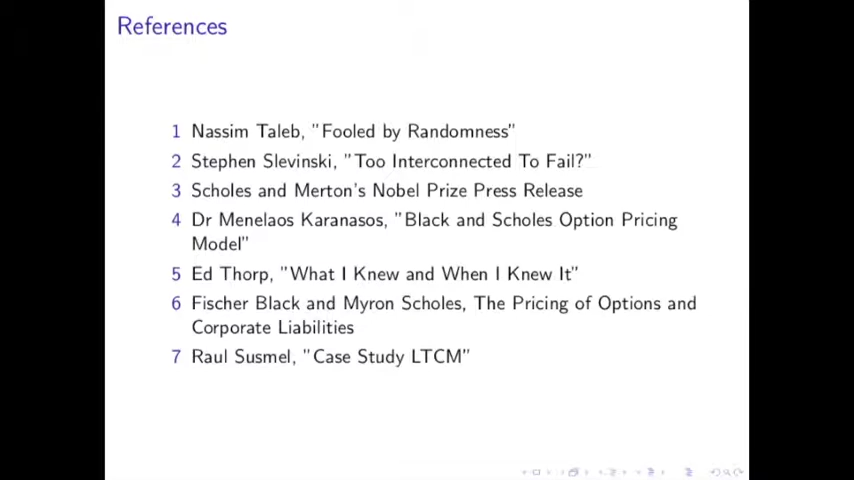 References
1 Nassim Taleb, "Fooled by Randomness"
2 Stephen Slevinski, "Too Interconnected To Fail?"
3 Scholes and Merton's Nobel Prize Press Release
4 Dr Menelaos Karanasos, "Black and Scholes Option Pricing
Model"
5 Ed Thorp, "What I Knew and When I Knew It"
6 Fischer Black and Myron Scholes, The Pricing of Options and
Corporate Liabilities
7 Raul Susmel, "Case Study LTCM"